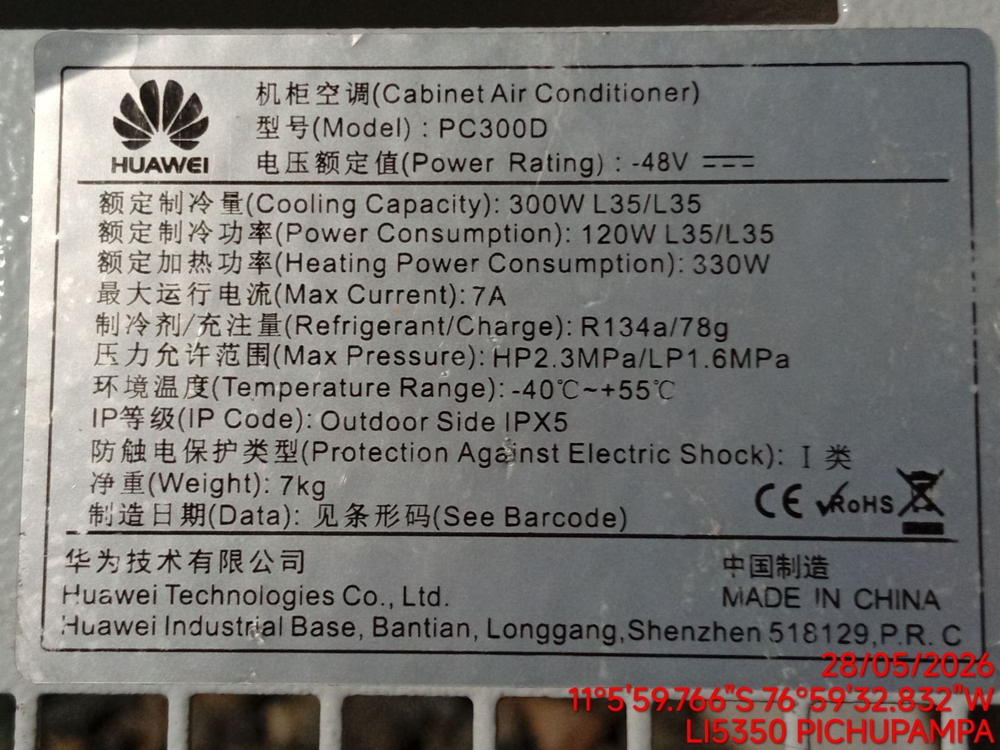 HUAWEI
机柜空调(Cabinet Air Conditioner)
型号(Model) : PC300D
电压额定值(Power Rating) : -48V
额定制冷量(Cooling Capacity): 300W L35/L35
额定制冷功率(Power Consumption): 120W L35/L35
额定加热功率(Heating Power Consumption): 330W
最大运行电流(Max Current): 7A
制冷剂/充注量(Refrigerant/Charge): R134a/78g
压力允许范围(Max Pressure): HP2.3MPa/LP1.6MPa
环境温度(Temperature Range): -40℃~+55℃
IP等级(IP Code): Outdoor Side IPX5
防触电保护类型(Protection Against Electric Shock): I 类
净重(Weight): 7kg
制造日期(Data): 见条形码(See Barcode)
CE RoHS
华为技术有限公司
Huawei Technologies Co., Ltd.
中国制造
MADE IN CHINA
Huawei Industrial Base, Bantian, Longgang,Shenzhen 518129,P.R. C
28/05/2026
11°5'59.766"S 76°59'32.832"W
LI5350 PICHUPAMPA